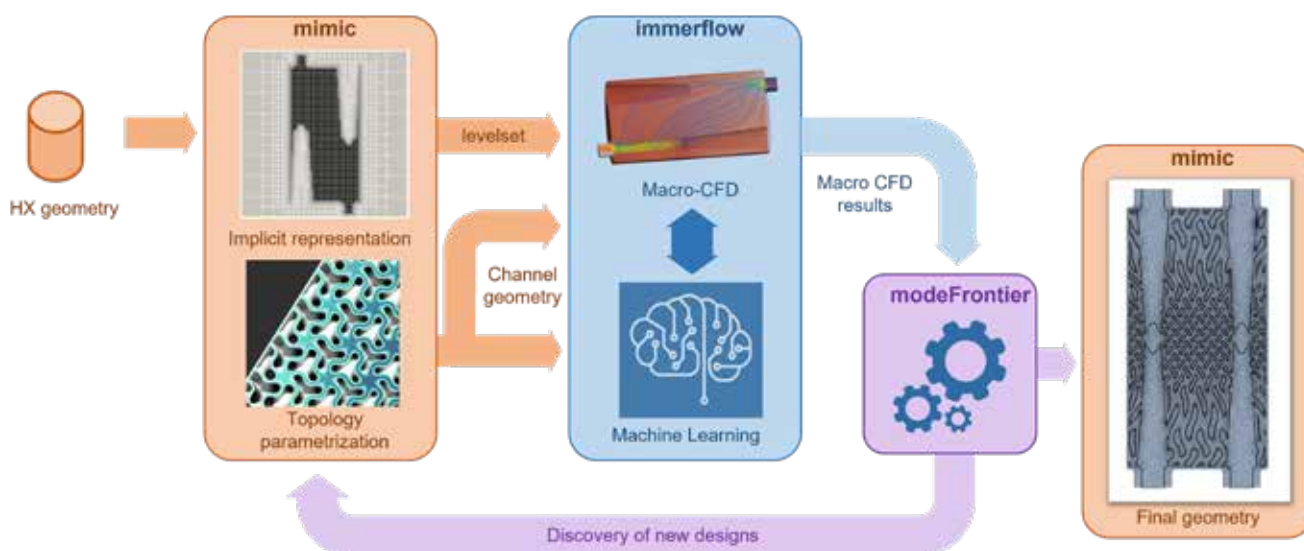 mimic
immerflow
HX geometry
Implicit representation
Topology
parametrization
levelset
Channel
geometry
Macro-CFD
Machine Learning
Macro CFD
results
modeFrontier
Discovery of new designs
mimic
Final geometry